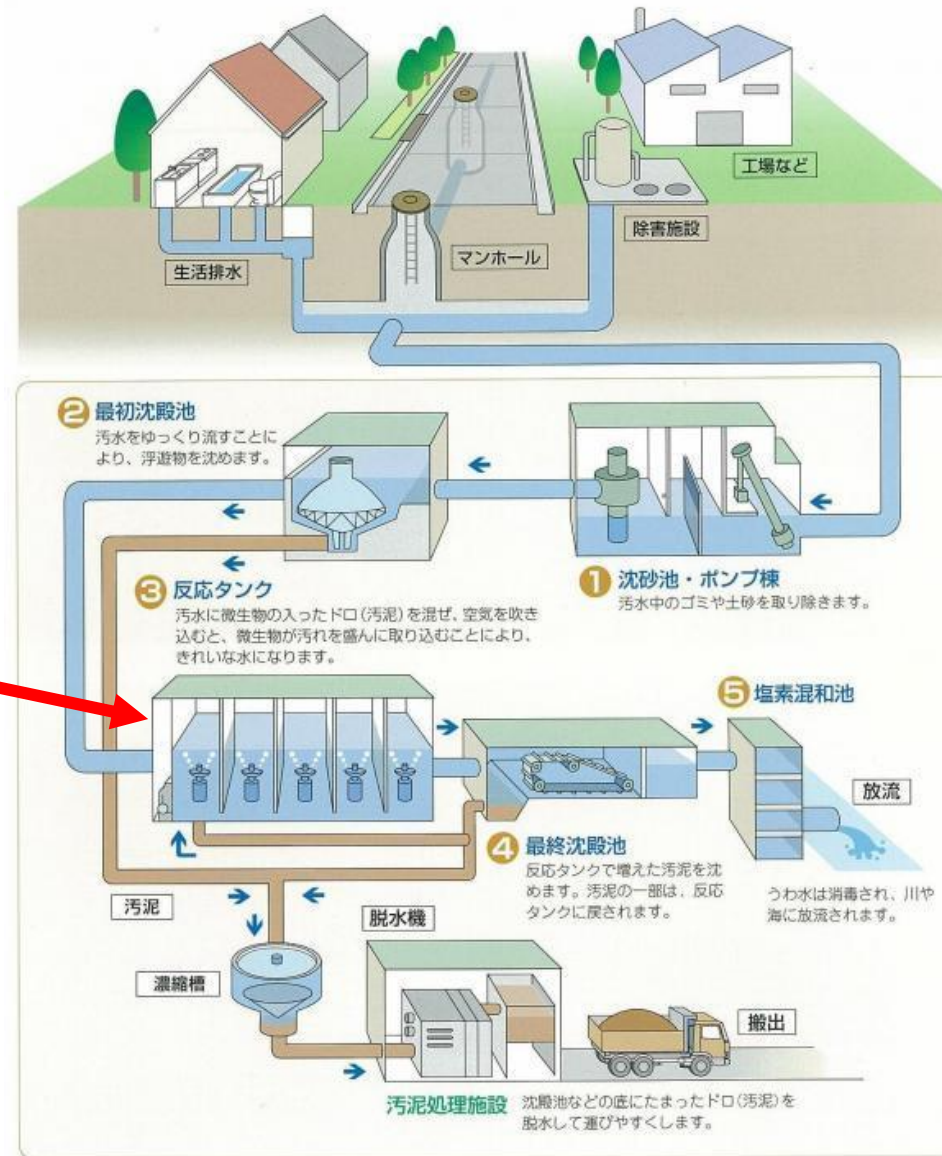 工場など
除害施設
マンホール
生活排水
② 最初沈殿池
汚水をゆっくり流すことに
より、浮遊物を沈めます。
① 沈砂池・ポンプ棟
汚水中のゴミや土砂を取り除きます。
③ 反応タンク
汚水に微生物の入ったドロ（汚泥）を混ぜ、空気を吹き
込むと、微生物が汚れを盛んに取り込むことにより、
きれいな水になります。
⑤ 塩素混和池
放流
うわ水は消毒され、川や
海に放流されます。
④ 最終沈殿池
反応タンクで増えた汚泥を沈
めます。汚泥の一部は、反応
タンクに戻されます。
汚泥
脱水機
濃縮槽
搬出
汚泥処理施設
沈殿池などの底にたまったドロ（汚泥）を
脱水して運びやすくします。